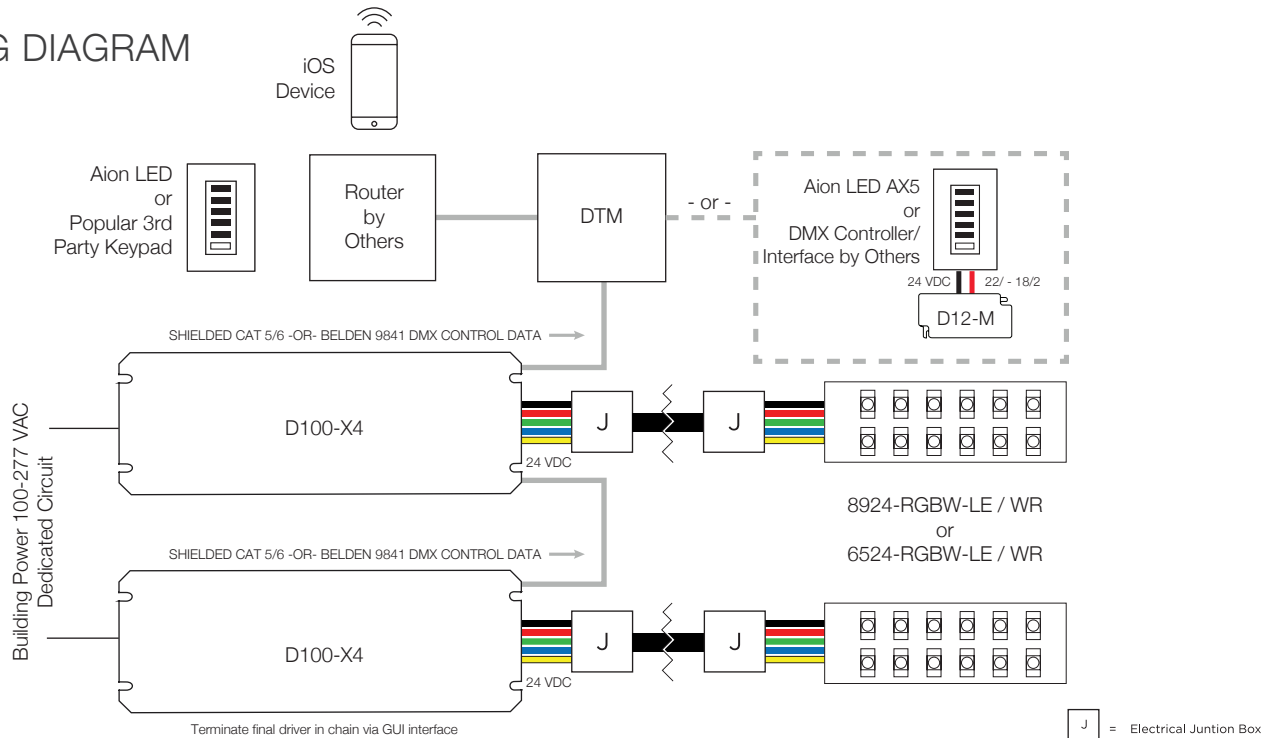 G DIAGRAM
iOS
Device
Aion LED
or
Popular 3rd
Party Keypad
Router
by
Others
DTM
- or -
Aion LED AX5
or
DMX Controller/
Interface by Others
24 VDC
22/ - 18/2
D12-M
SHIELDED CAT 5/6 -OR- BELDEN 9841 DMX CONTROL DATA
Building Power 100-277 VAC
Dedicated Circuit
D100-X4
J
J
24 VDC
8924-RGBW-LE / WR
or
6524-RGBW-LE / WR
SHIELDED CAT 5/6 -OR- BELDEN 9841 DMX CONTROL DATA
D100-X4
J
J
24 VDC
Terminate final driver in chain via GUI interface
J = Electrical Juntion Box